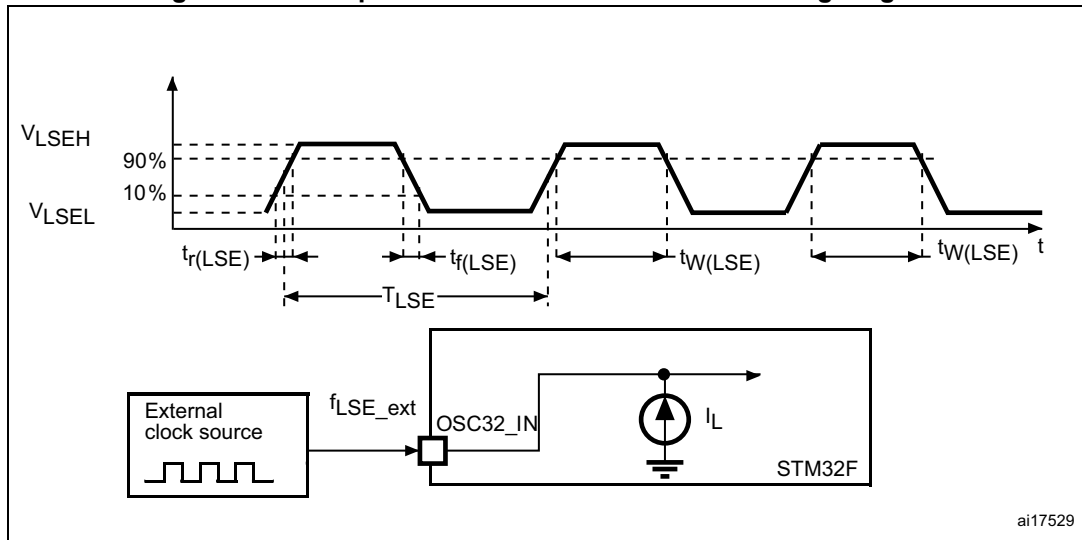 VLSEH
90%
10%
VLSEL
tr(LSE)
tf(LSE)
tW(LSE)
tW(LSE)
t
TLSE
External
clock source
fLSE_ext
OSC32_IN
IL
STM32F
ai17529